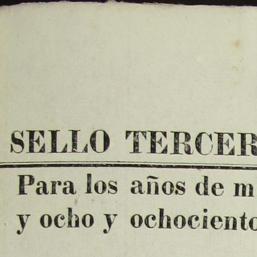 SELLO TERCER
Para los años de m
y ocho y ochociento